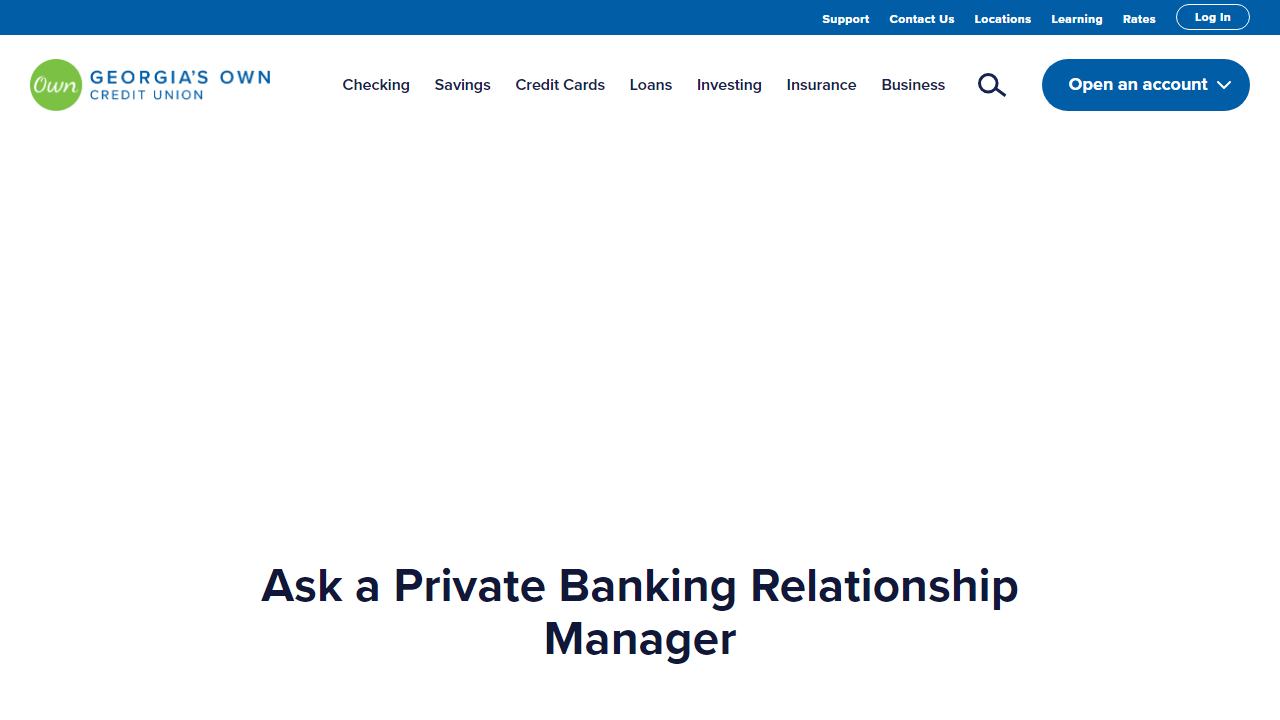 Support Contact Us Locations Learning Rates Log In
Own GEORGIA'S OWN
CREDIT UNION
Checking Savings Credit Cards Loans Investing Insurance Business Open an account
Ask a Private Banking Relationship
Manager